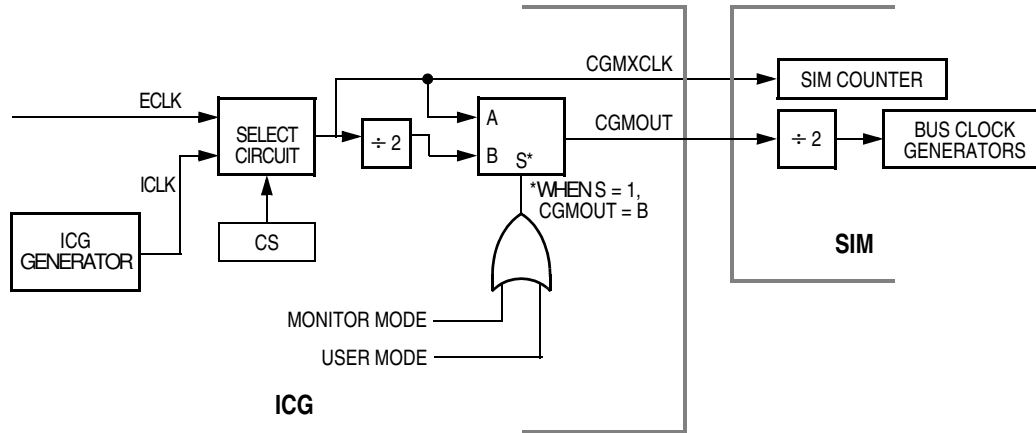 CGMXCLK
SIM COUNTER
ECLK
SELECT
CIRCUIT
÷ 2
A
B
S*
CGMOUT
÷ 2
BUS CLOCK
GENERATORS
ICLK
*WHEN S = 1,
CGMOUT = B
ICG
GENERATOR
CS
SIM
MONITOR MODE
USER MODE
ICG